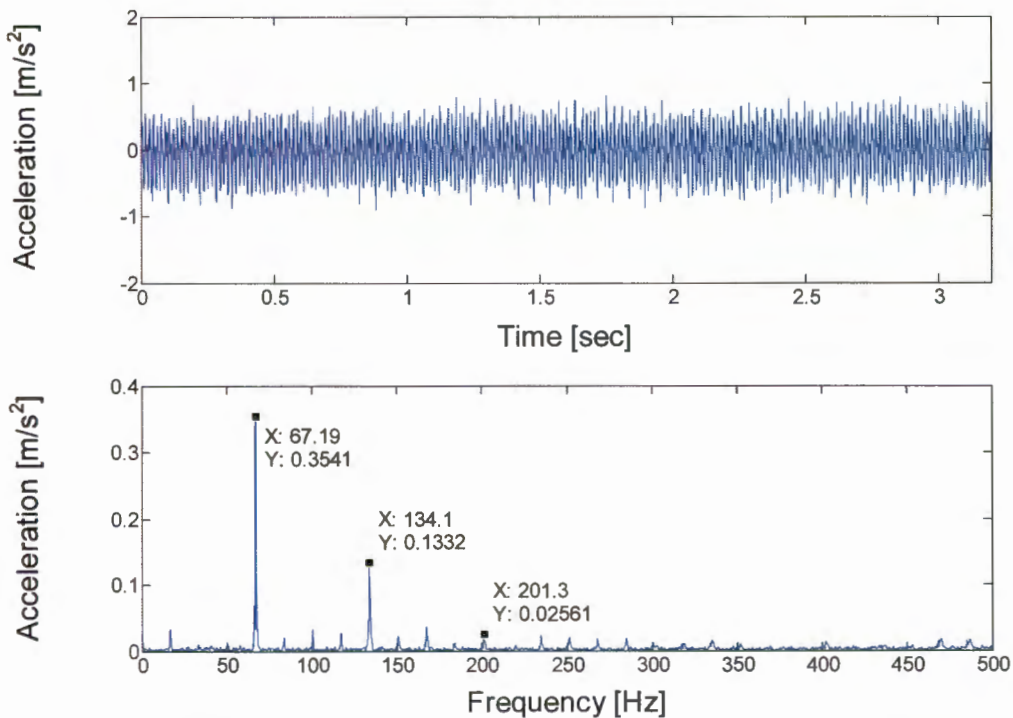 Acceleration [m/s²]
2
1
0
-1
-2
0
0.5
1
1.5
2
2.5
3
Time [sec]
Acceleration [m/s²]
0.4
0.3
0.2
0.1
0
X: 67.19
Y: 0.3541
X: 134.1
Y: 0.1332
X: 201.3
Y: 0.02561
0
50
100
150
200
250
300
350
400
450
500
Frequency [Hz]